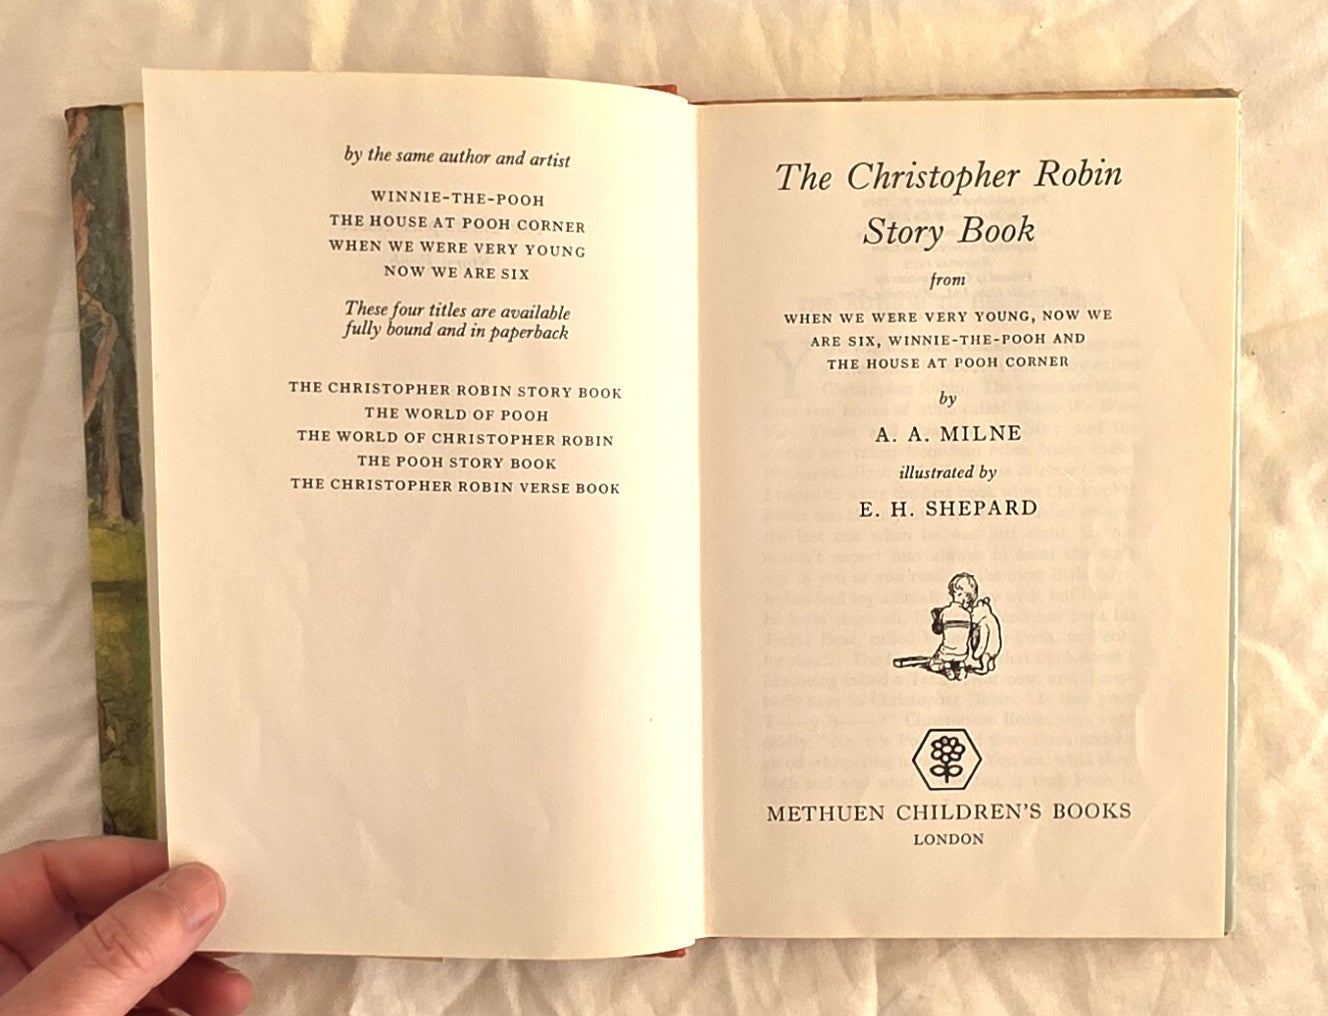 by the same author and artist
WINNIE-THE-POOH
THE HOUSE AT POOH CORNER
WHEN WE WERE VERY YOUNG
NOW WE ARE SIX
These four titles are available
fully bound and in paperback
THE CHRISTOPHER ROBIN STORY BOOK
THE WORLD OF POOH
THE WORLD OF CHRISTOPHER ROBIN
THE POOH STORY BOOK
THE CHRISTOPHER ROBIN VERSE BOOK
The Christopher Robin
Story Book
from
WHEN WE WERE VERY YOUNG, NOW WE
ARE SIX, WINNIE-THE-POOH AND
THE HOUSE AT POOH CORNER
by
A. A. MILNE
illustrated by
E. H. SHEPARD
METHUEN CHILDREN'S BOOKS
LONDON